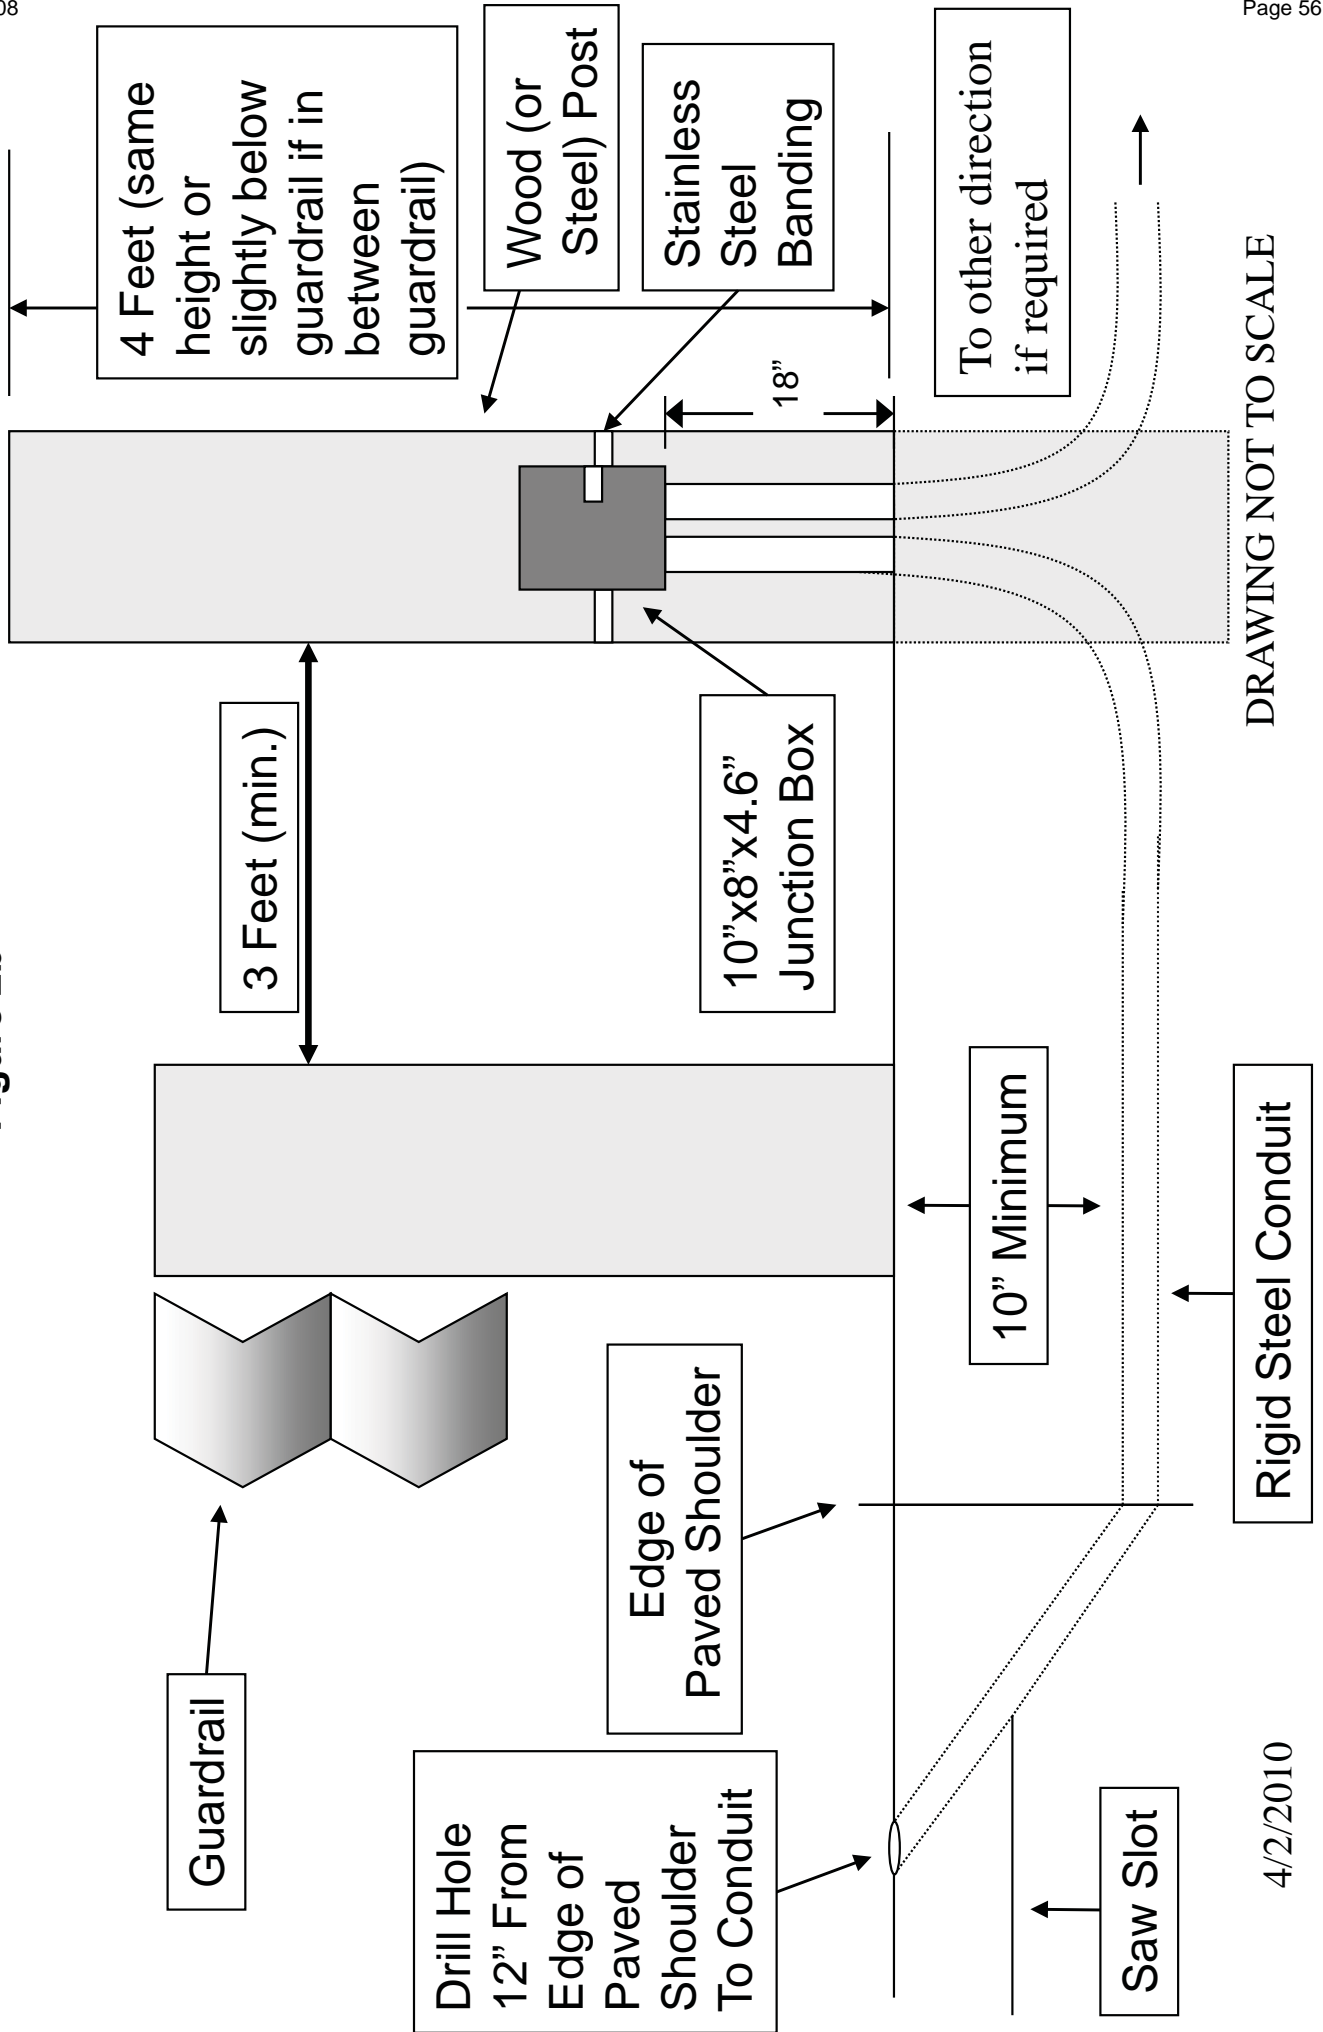 08
Page 56
Guardrail
3 Feet (min.)
4 Feet (same
height or
slightly below
guardrail if in
between
guardrail)
Drill Hole
12” From
Edge of
Paved
Shoulder
To Conduit
Edge of
Paved Shoulder
10”x8”x4.6”
Junction Box
Wood (or
Steel) Post
Stainless
Steel
Banding
18”
10” Minimum
To other direction
if required
Saw Slot
Rigid Steel Conduit
4/2/2010
DRAWING NOT TO SCALE